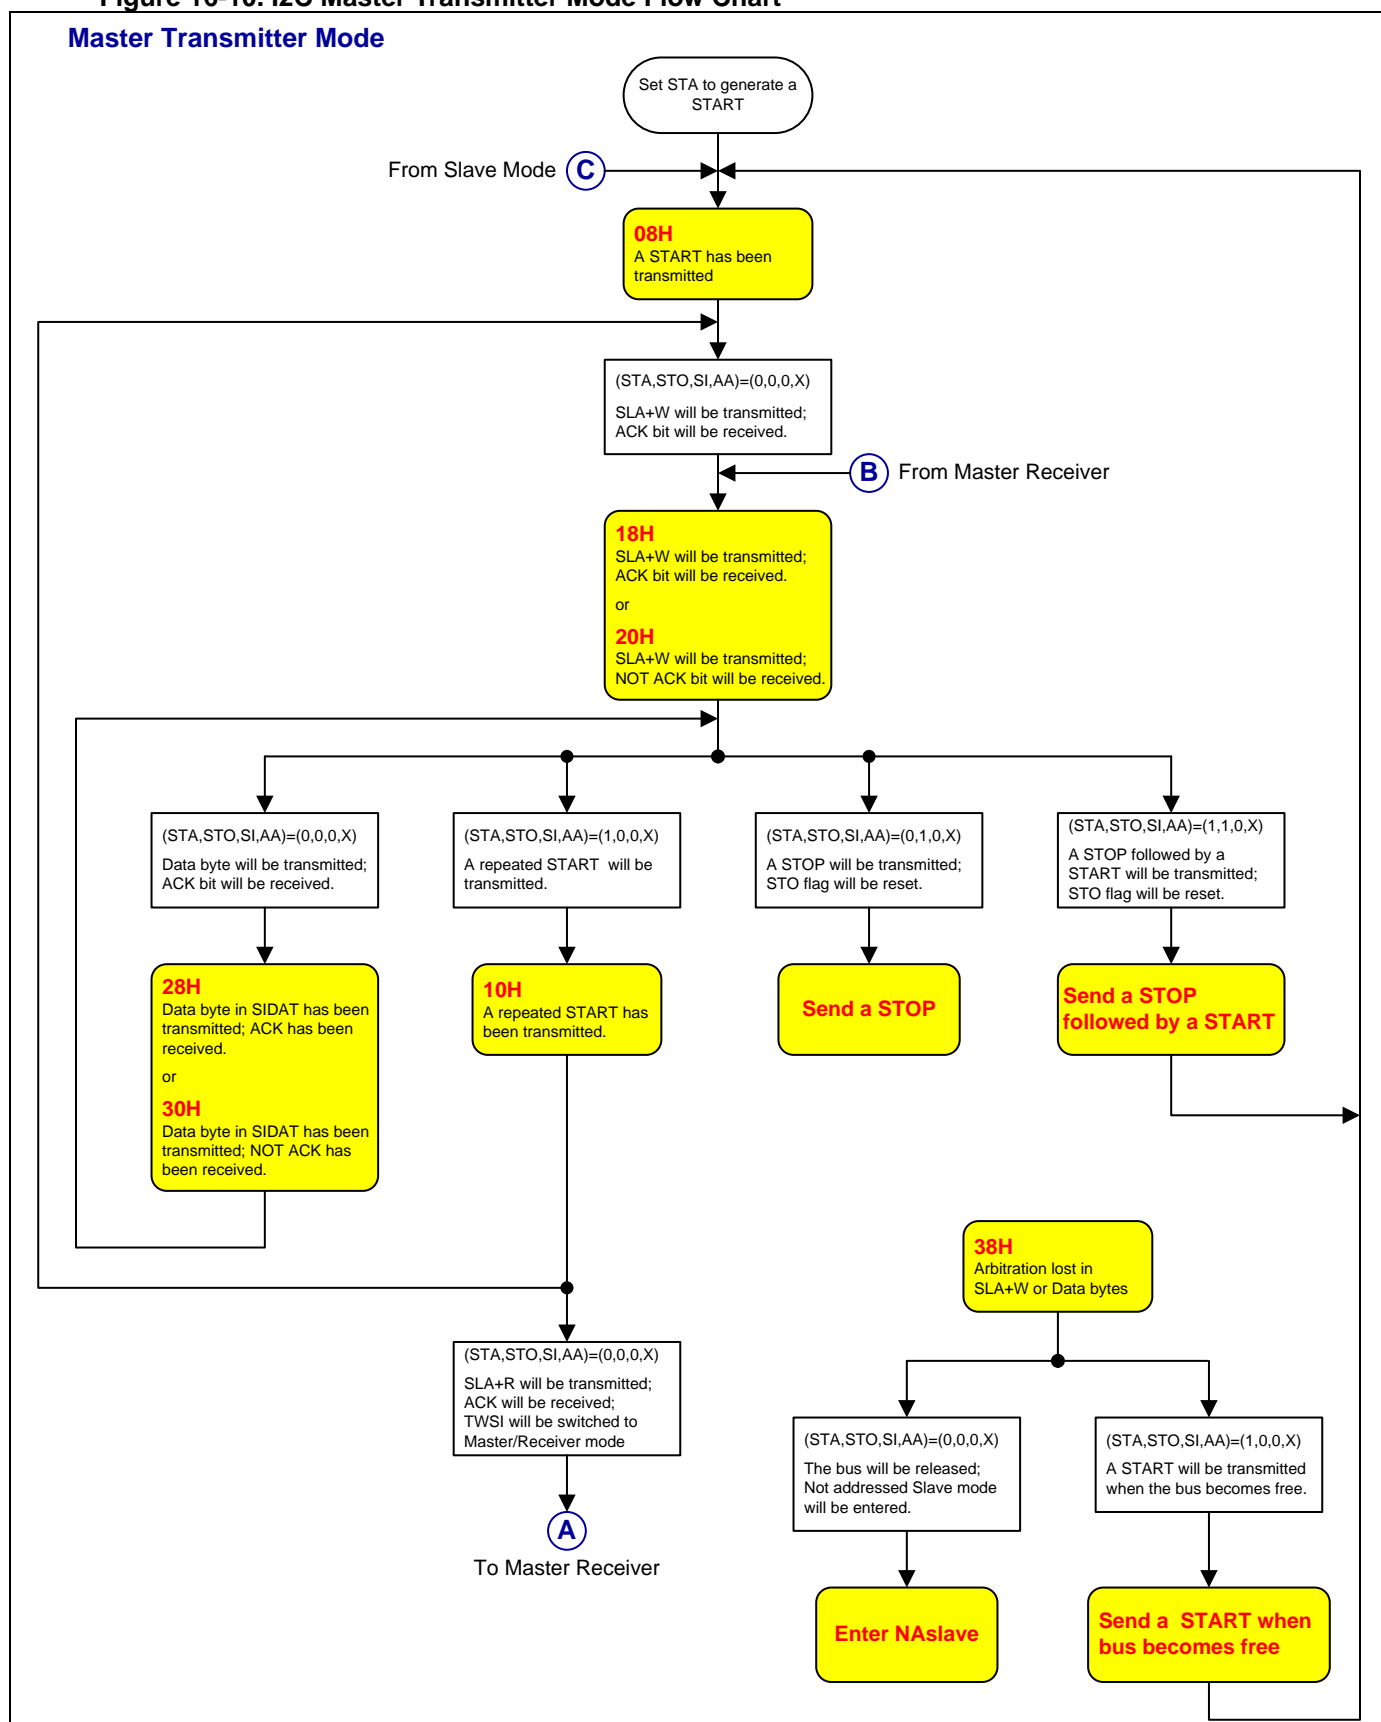 Figure 16-10. I2C Master Transmitter Mode Flow Chart
Master Transmitter Mode
Set STA to generate a
START
From Slave Mode
C
08H
A START has been
transmitted
(STA,STO,SI,AA)=(0,0,0,X)
SLA+W will be transmitted;
ACK bit will be received.
B
From Master Receiver
18H
SLA+W will be transmitted;
ACK bit will be received.
or
20H
SLA+W will be transmitted;
NOT ACK bit will be received.
(STA,STO,SI,AA)=(0,0,0,X)
Data byte will be transmitted;
ACK bit will be received.
(STA,STO,SI,AA)=(1,0,0,X)
A repeated START will be
transmitted.
(STA,STO,SI,AA)=(0,1,0,X)
A STOP will be transmitted;
STO flag will be reset.
(STA,STO,SI,AA)=(1,1,0,X)
A STOP followed by a
START will be transmitted;
STO flag will be reset.
28H
Data byte in SIDAT has been
transmitted; ACK has been
received.
or
30H
Data byte in SIDAT has been
transmitted; NOT ACK has
been received.
10H
A repeated START has
been transmitted.
Send a STOP
Send a STOP
followed by a START
38H
Arbitration lost in
SLA+W or Data bytes
(STA,STO,SI,AA)=(0,0,0,X)
SLA+R will be transmitted;
ACK will be received;
TWSI will be switched to
Master/Receiver mode
A
To Master Receiver
(STA,STO,SI,AA)=(0,0,0,X)
The bus will be released;
Not addressed Slave mode
will be entered.
(STA,STO,SI,AA)=(1,0,0,X)
A START will be transmitted
when the bus becomes free.
Enter NAslave
Send a START when
bus becomes free